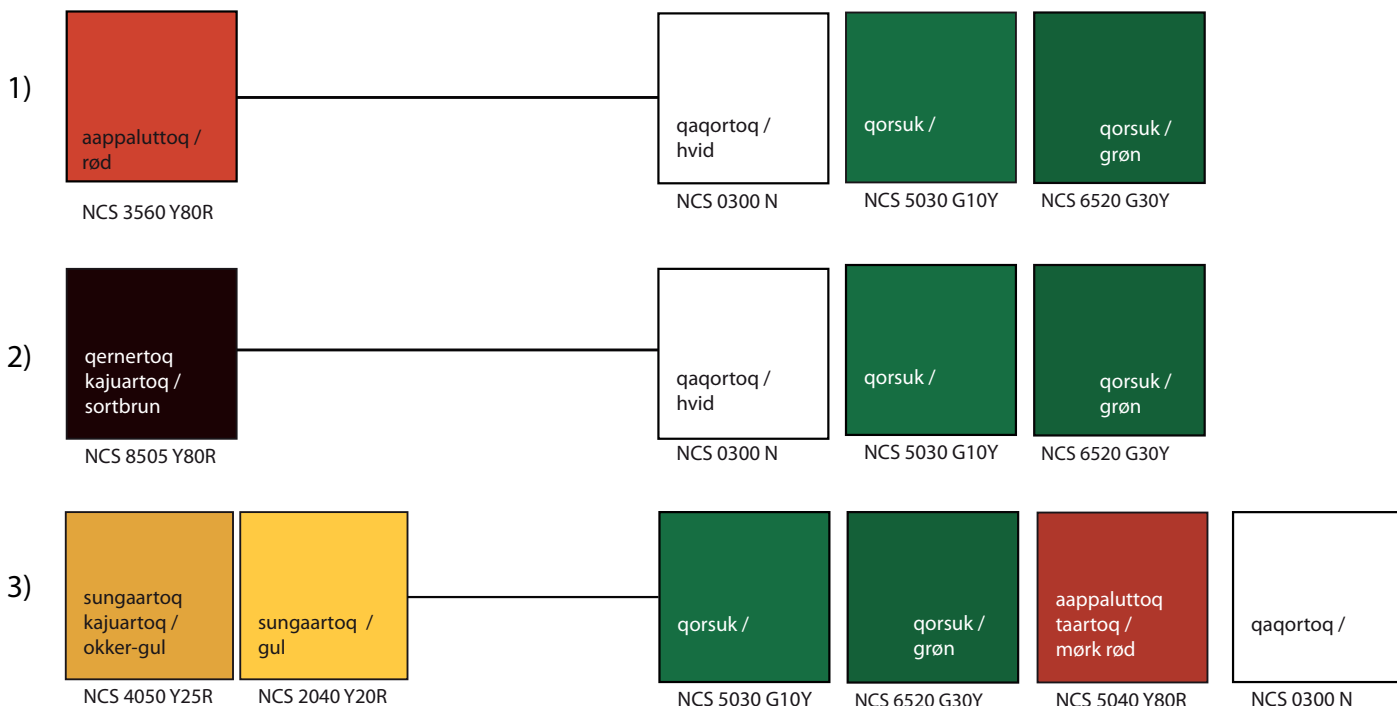 1)
aappaluttoq /
rød
NCS 3560 Y80R
qaqortoq /
hvid
NCS 0300 N
qorsuk /
NCS 5030 G10Y
qorsuk /
grøn
NCS 6520 G30Y
2)
qernertoq
kajuartoq /
sortbrun
NCS 8505 Y80R
qaqortoq /
hvid
NCS 0300 N
qorsuk /
NCS 5030 G10Y
qorsuk /
grøn
NCS 6520 G30Y
3)
sungaartoq
kajuartoq /
okker-gul
NCS 4050 Y25R
sungaartoq /
gul
NCS 2040 Y20R
qorsuk /
NCS 5030 G10Y
qorsuk /
grøn
NCS 6520 G30Y
aappaluttoq
taartoq /
mørk rød
NCS 5040 Y80R
qaqortoq /
NCS 0300 N